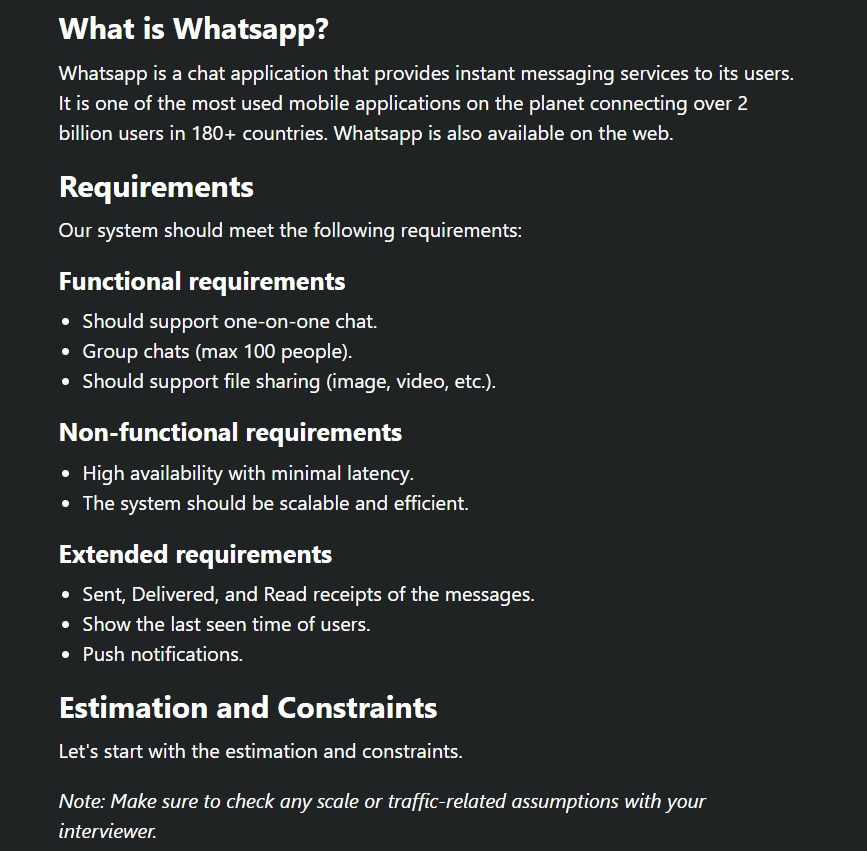 What is Whatsapp?
Whatsapp is a chat application that provides instant messaging services to its users.
It is one of the most used mobile applications on the planet connecting over 2
billion users in 180+ countries. Whatsapp is also available on the web.
Requirements
Our system should meet the following requirements:
Functional requirements
• Should support one-on-one chat.
• Group chats (max 100 people).
• Should support file sharing (image, video, etc.).
Non-functional requirements
• High availability with minimal latency.
• The system should be scalable and efficient.
Extended requirements
• Sent, Delivered, and Read receipts of the messages.
• Show the last seen time of users.
• Push notifications.
Estimation and Constraints
Let's start with the estimation and constraints.
Note: Make sure to check any scale or traffic-related assumptions with your
interviewer.